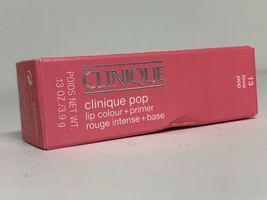 CLINIQUE
clinique pop
lip colour + primer
rouge intense + base
POIDS NET WT.
.13 OZ/3.9 g
13
love
pop